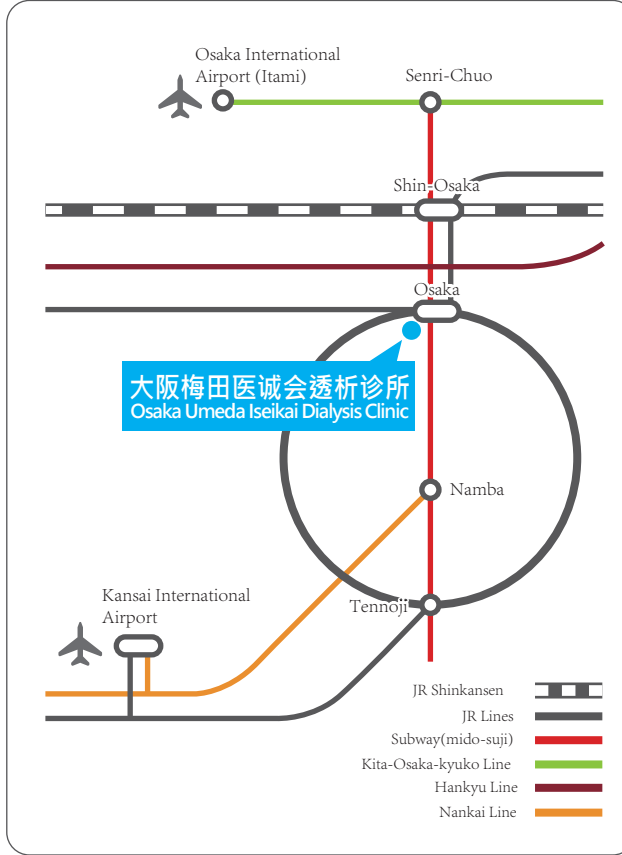 Osaka International
Airport (Itami)
Senri-Chuo
Shin-Osaka
Osaka
大阪梅田医诚会透析诊所
Osaka Umeda Iseikai Dialysis Clinic
Namba
Tennoji
Kansai International
Airport
JR Shinkansen
JR Lines
Subway(mido-suji)
Kita-Osaka-kyuko Line
Hankyu Line
Nankai Line